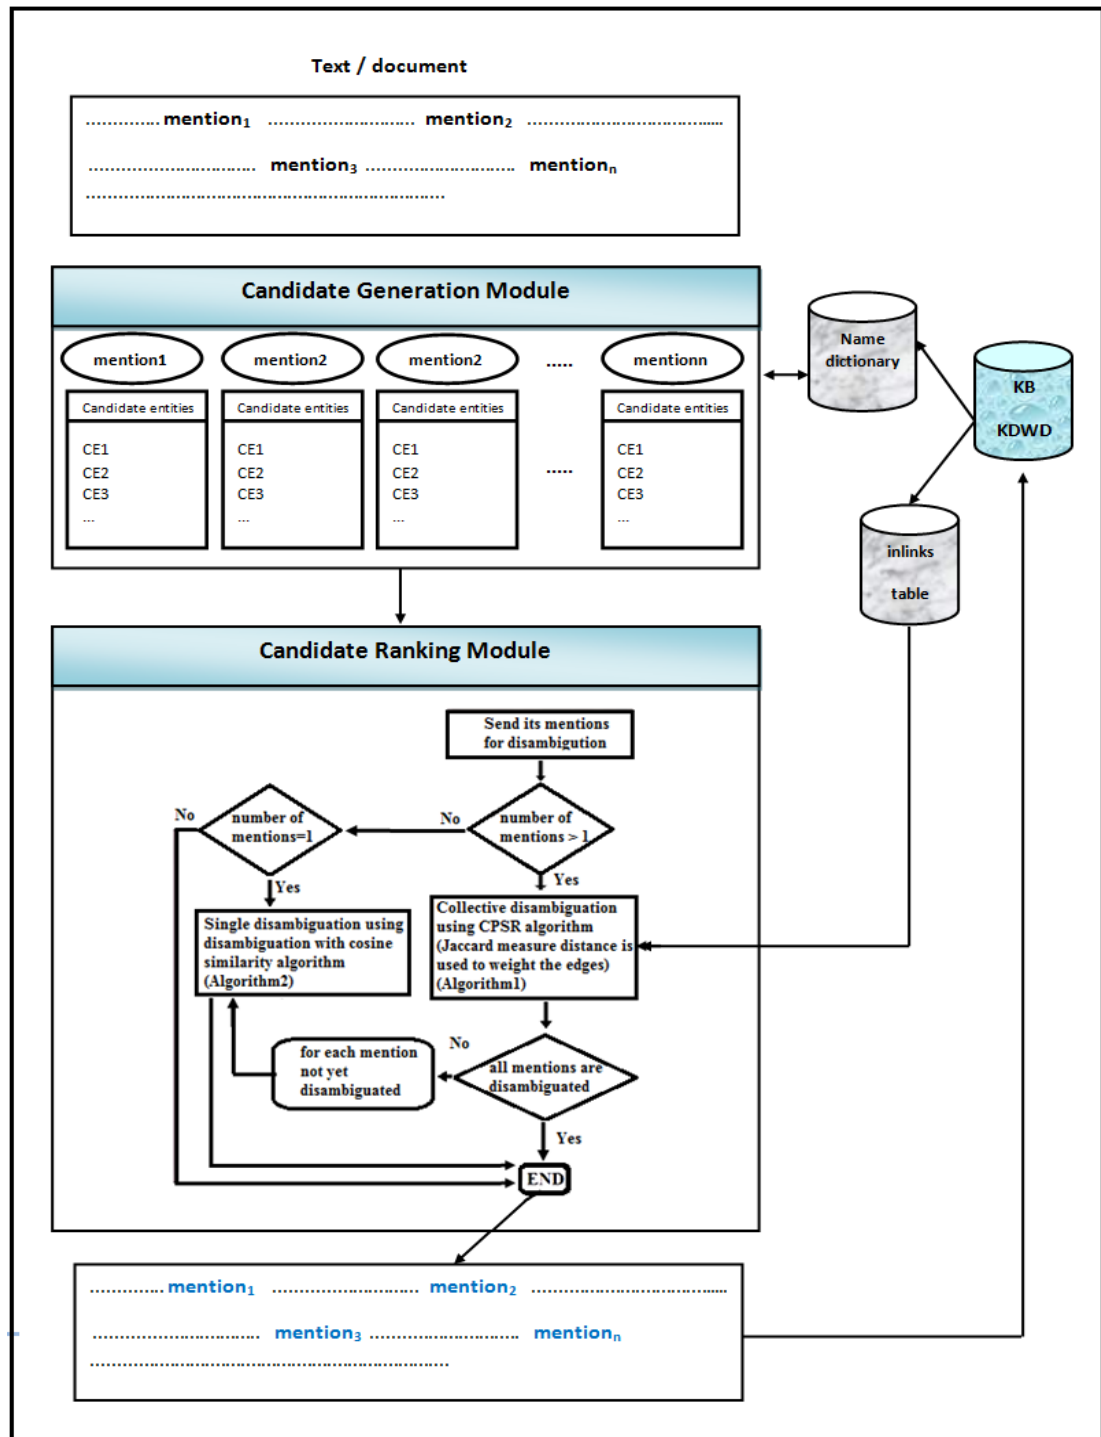 Text / document
.............. mention1 ........................... mention2 ....................................
............................... mention3 ............................ mentionn
...................................................................
Candidate Generation Module
mention1
mention2
mention2
.....
mentionn
Candidate entities
CE1
CE2
CE3
...
Candidate entities
CE1
CE2
CE3
...
Candidate entities
CE1
CE2
CE3
...
.....
Candidate entities
CE1
CE2
CE3
...
Name
dictionary
KB
KDWD
inlinks
table
Candidate Ranking Module
Send its mentions
for disambigution
number of
mentions > 1
No
number of
mentions=1
No
Yes
Yes
Single disambiguation using
disambiguation with cosine
similarity algorithm
(Algorithm2)
Collective disambiguation
using CPSR algorithm
(Jaccard measure distance is
used to weight the edges)
(Algorithm1)
all mentions are
disambiguated
No
for each mention
not yet
disambiguated
Yes
END
.............. mention1 ........................... mention2 ....................................
............................... mention3 ............................ mentionn
...................................................................